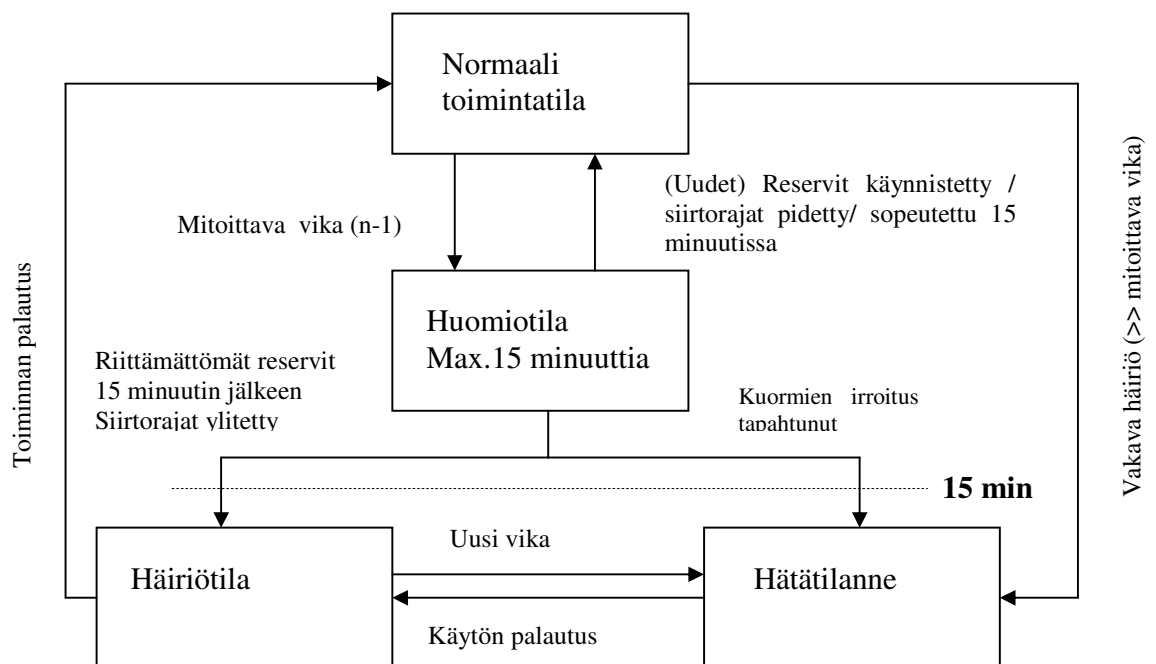 Normaali
toimintatila
(Uudet) Reservit käynnistetty /
siirtorajat pidetty/ sopeutettu 15
minuutissa
Mitoittava vika (n-1)
Huomiotila
Max.15 minuuttia
Toiminnan palautus
Vakava häiriö (>> mitoittava vika)
Riittämättömät reservit
15 minuutin jälkeen
Siirtorajat ylitetty
Kuormien irroitus
tapahtunut
15 min
Uusi vika
Häiriötila
Hätätilanne
Käytön palautus